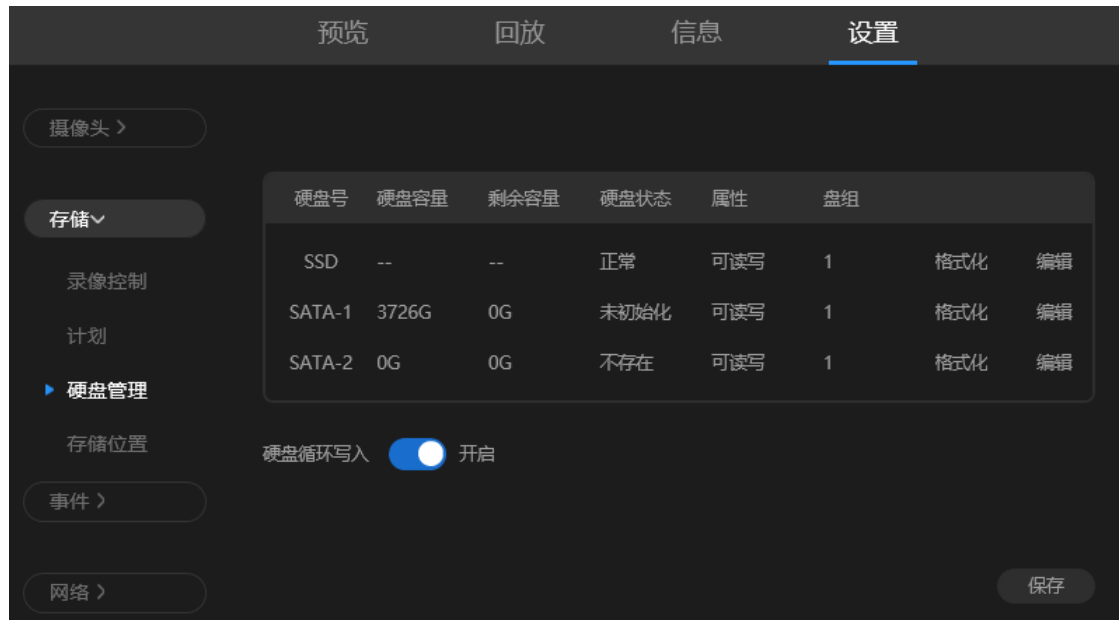 预览 回放 信息 设置
摄像头
存储
录像控制
计划
硬盘管理
存储位置
事件
网络
硬盘号 硬盘容量 剩余容量 硬盘状态 属性 盘组
SSD -- -- 正常 可读写 1 格式化 编辑
SATA-1 3726G 0G 未初始化 可读写 1 格式化 编辑
SATA-2 0G 0G 不存在 可读写 1 格式化 编辑
硬盘循环写入 开启
保存